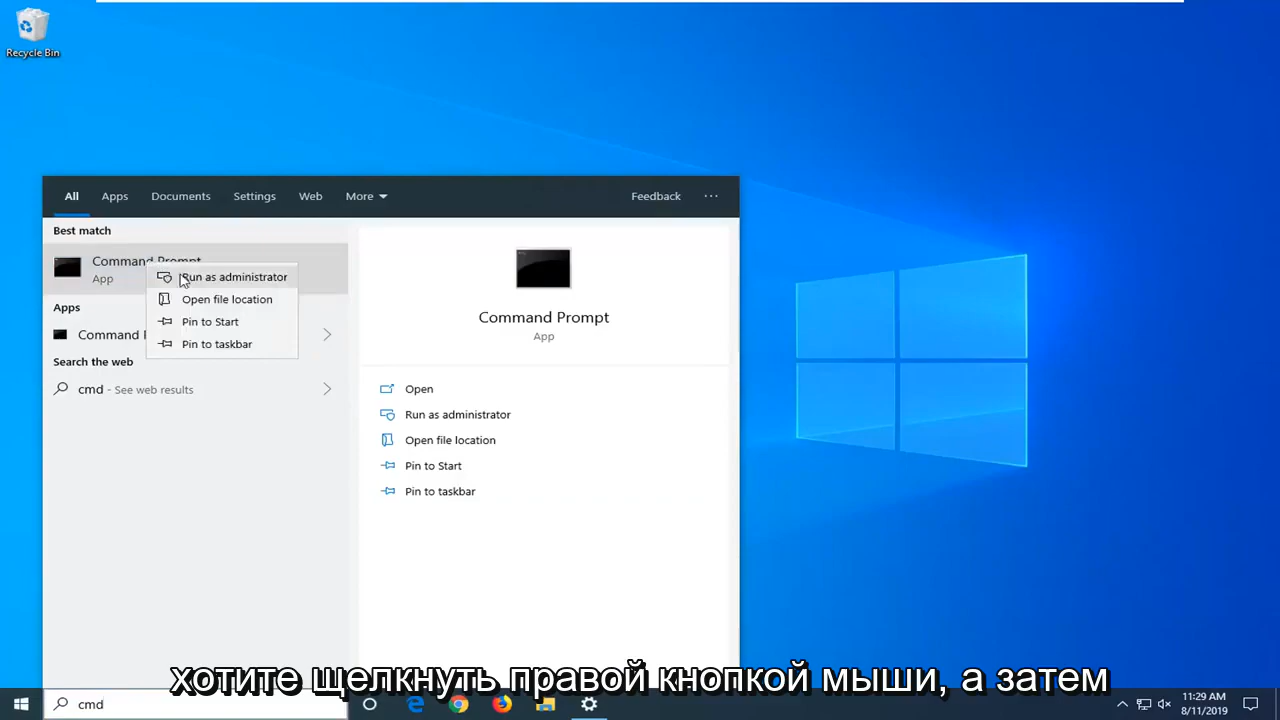 Recycle Bin
All Apps Documents Settings Web More Feedback ...
Best match
Command Prompt
App
Run as administrator
Open file location
Pin to Start
Pin to taskbar
Apps
Command
Search the web
cmd - See web results
Command Prompt
App
Open
Run as administrator
Open file location
Pin to Start
Pin to taskbar
хотите щелкнуть правой кнопкой мыши, а затем
cmd
11:29 AM
8/11/2019